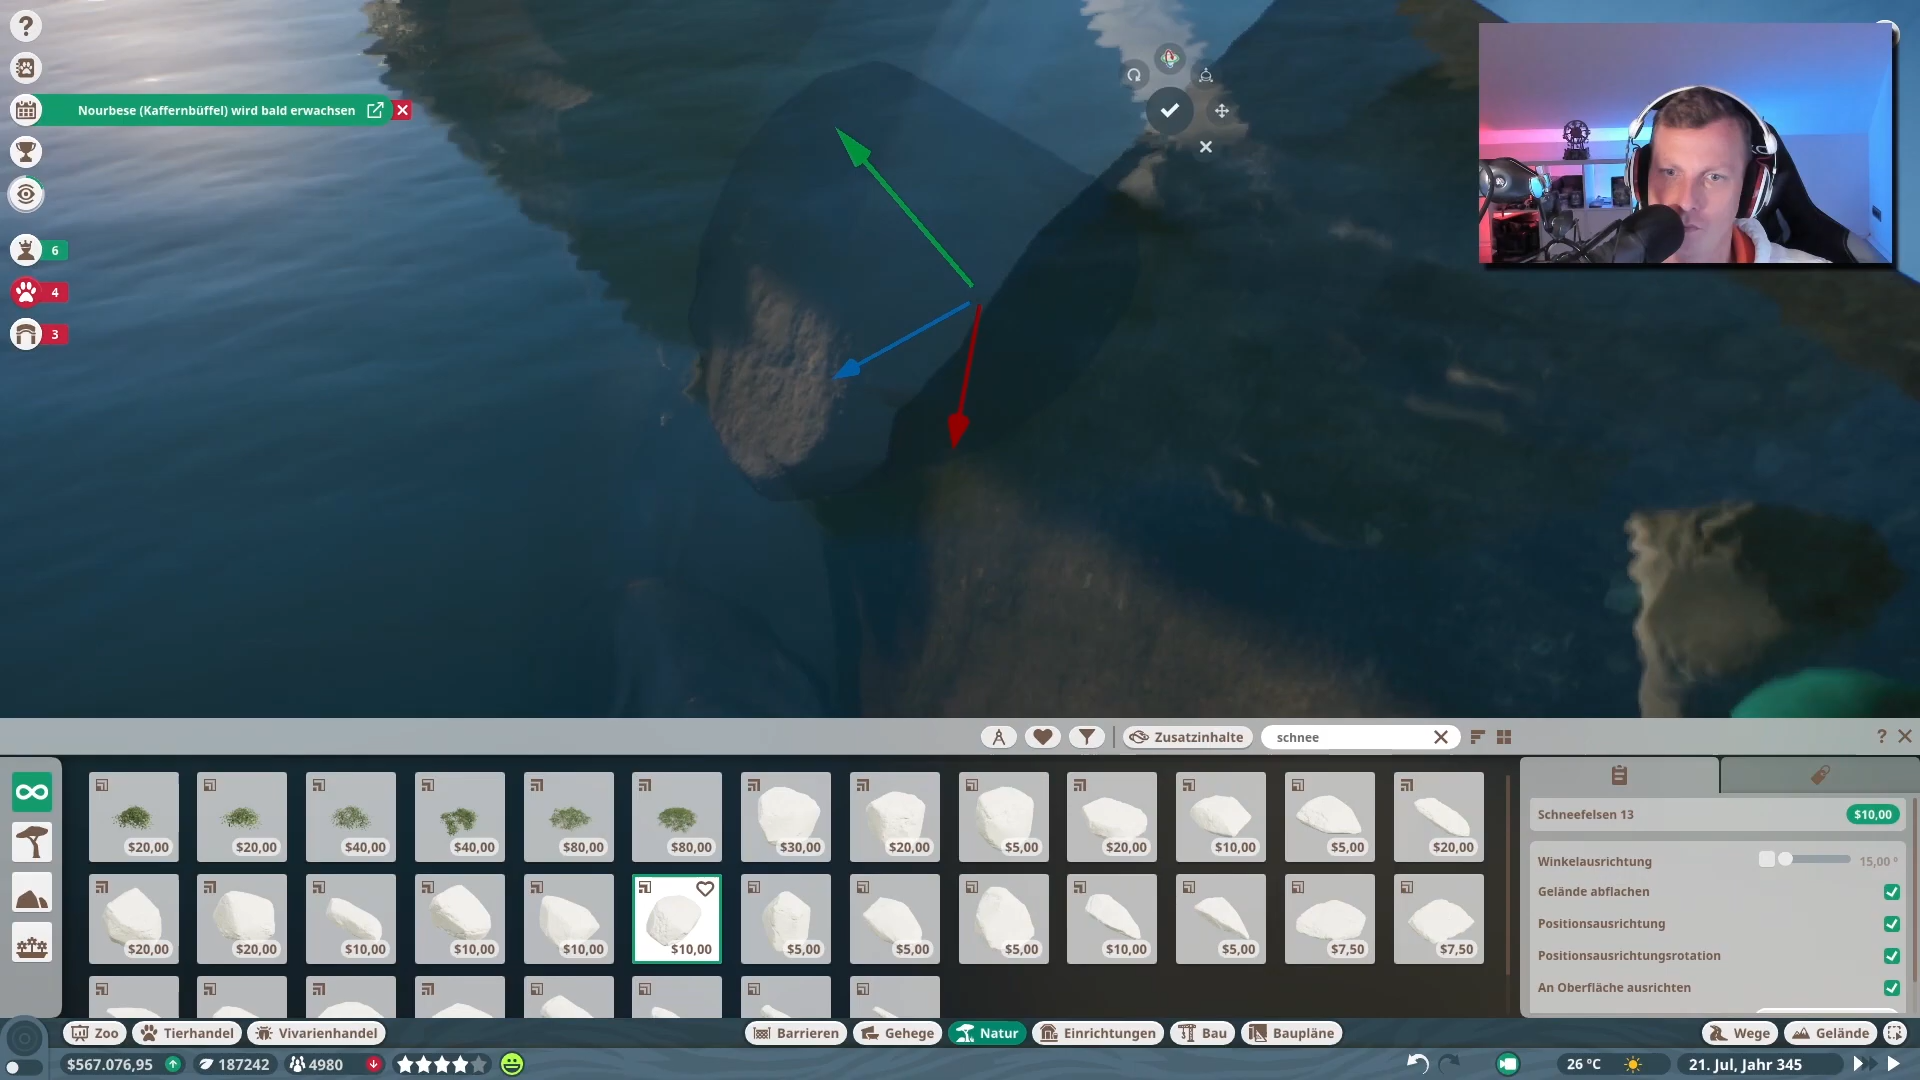 ?
Nourbese (Kaffernbüffel) wird bald erwachsen
6
4
3
Zusatzinhalte
schnee
?
$20,00
$20,00
$40,00
$40,00
$80,00
$80,00
$30,00
$20,00
$5,00
$20,00
$10,00
$5,00
$20,00
$20,00
$20,00
$10,00
$10,00
$10,00
$10,00
$5,00
$5,00
$5,00
$10,00
$5,00
$7,50
$7,50
Schneefelsen 13
$10,00
Winkelausrichtung
15,00 °
Gelände abflachen
Positionsausrichtung
Positionsausrichtungsrotation
An Oberfläche ausrichten
Zoo
Tierhandel
Vivarienhandel
Barrieren
Gehege
Natur
Einrichtungen
Bau
Baupläne
Wege
Gelände
$567.076,95
187242
4980
26 °C
21. Jul, Jahr 345